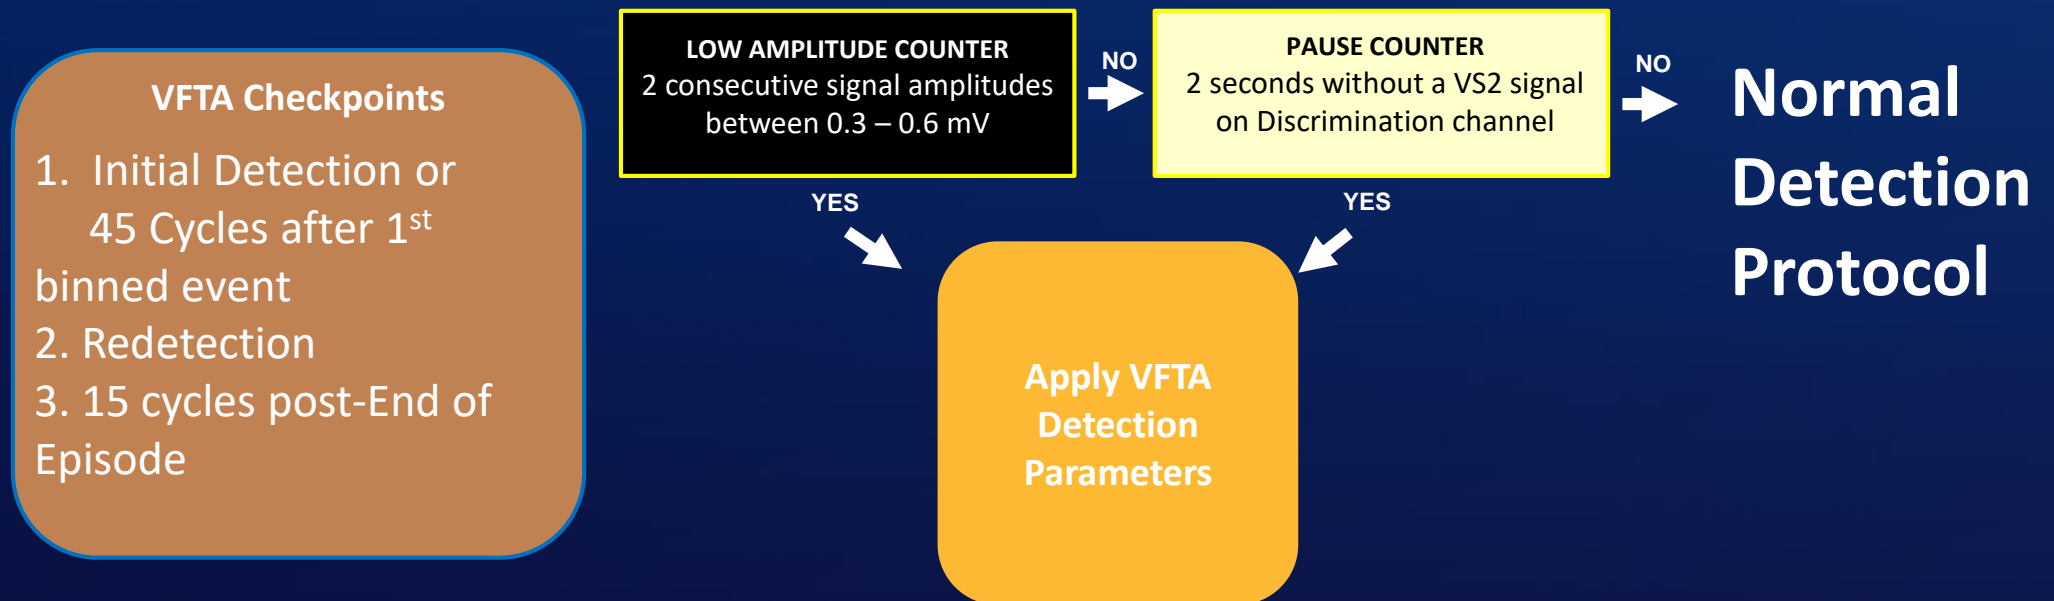 VFTA Checkpoints
1. Initial Detection or
45 Cycles after 1st
binned event
2. Redetection
3. 15 cycles post-End of
Episode
LOW AMPLITUDE COUNTER
2 consecutive signal amplitudes
between 0.3 – 0.6 mV
NO
PAUSE COUNTER
2 seconds without a VS2 signal
on Discrimination channel
NO
Normal
Detection
Protocol
YES
YES
Apply VFTA
Detection
Parameters